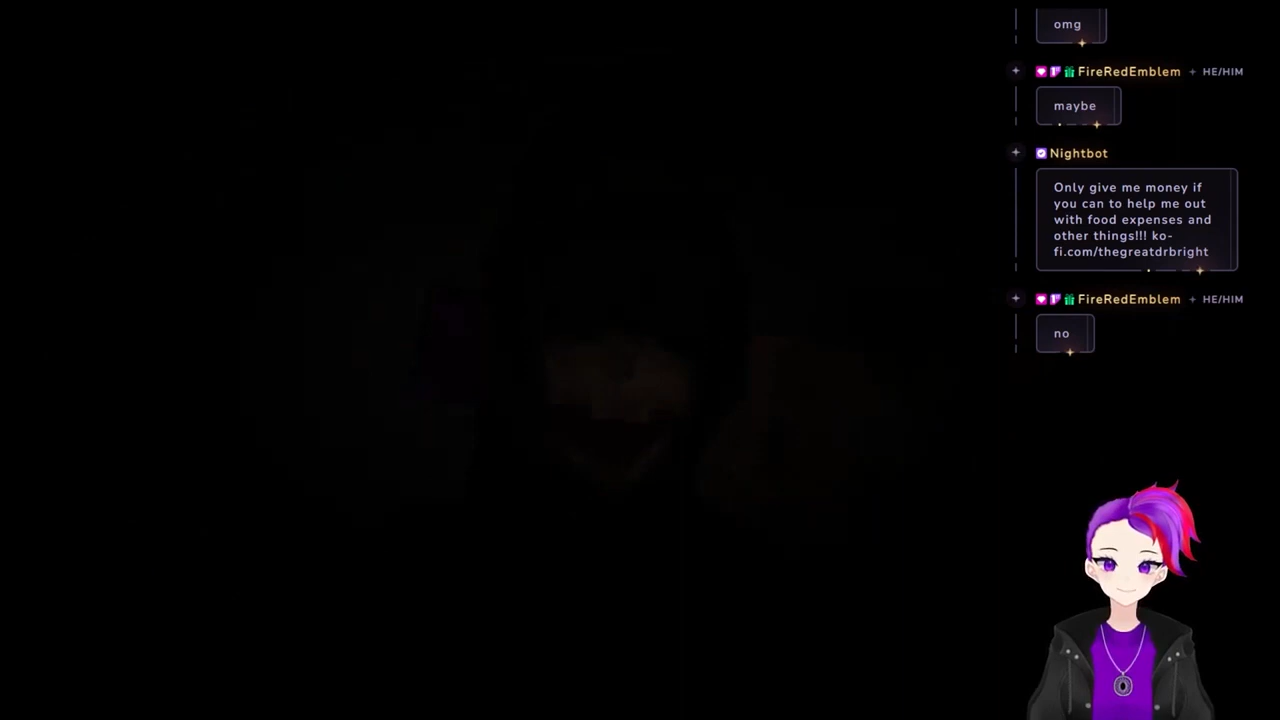 omg
FireRedEmblem HE/HIM
maybe
Nightbot
Only give me money if
you can to help me out
with food expenses and
other things!!! ko-
fi.com/thegreatdrbright
FireRedEmblem HE/HIM
no